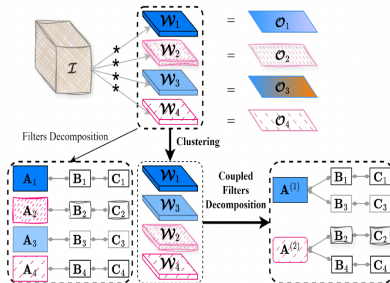 𝓘
* * * *
𝓦₁ = 𝓞₁
𝓦₂ = 𝓞₂
𝓦₃ = 𝓞₃
𝓦₄ = 𝓞₄
Filters Decomposition
Clustering
A₁ B₁ C₁
A₂ B₂ C₂
A₃ B₃ C₃
A₄ B₄ C₄
𝓦₁
𝓦₃
𝓦₂
𝓦₄
Coupled
Filters
Decomposition
A⁽¹⁾
B₁ C₁
B₃ C₃
A⁽²⁾
B₂ C₂
B₄ C₄